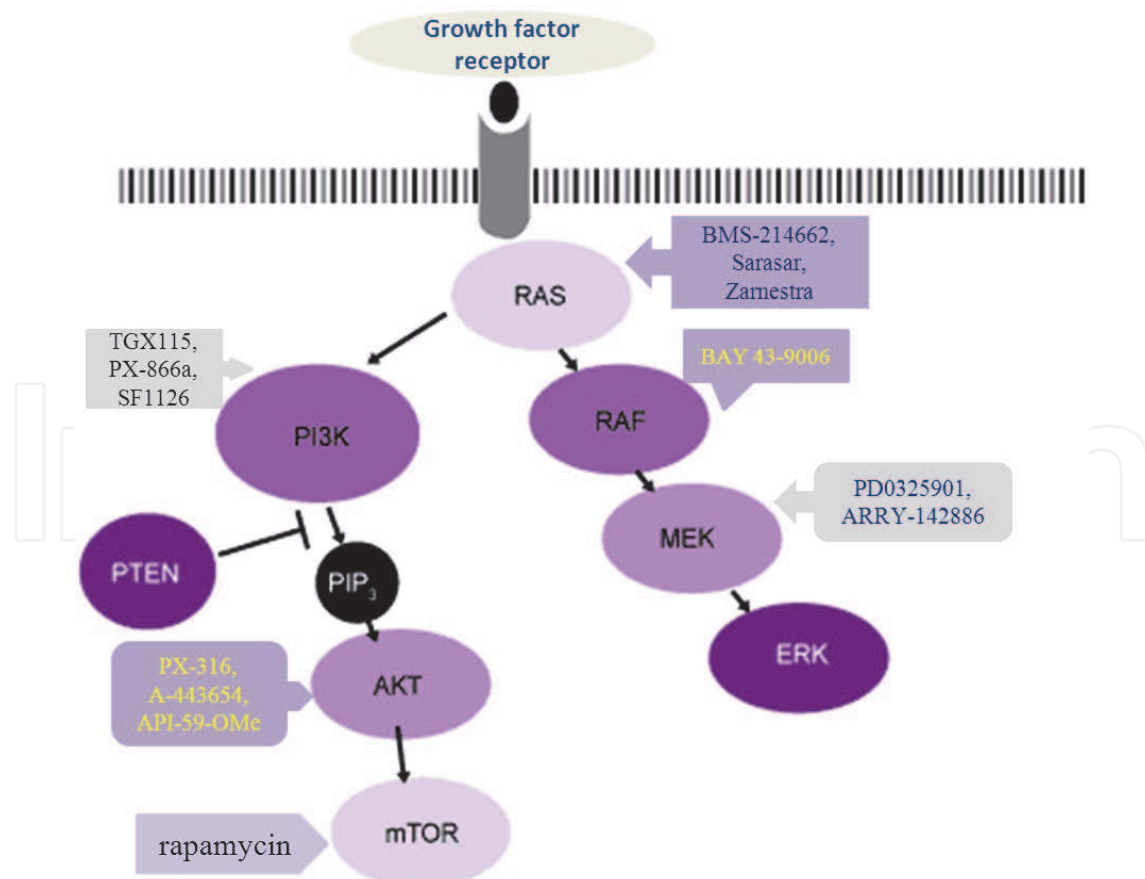 Growth factor
receptor
BMS-214662,
Sarasar,
Zarnestra
RAS
TGX115,
PX-866a,
SF1126
BAY 43-9006
PI3K
RAF
PD0325901,
ARRY-142886
MEK
PTEN
PIP3
ERK
PX-316,
A-443654,
API-59-OMe
AKT
rapamycin
mTOR